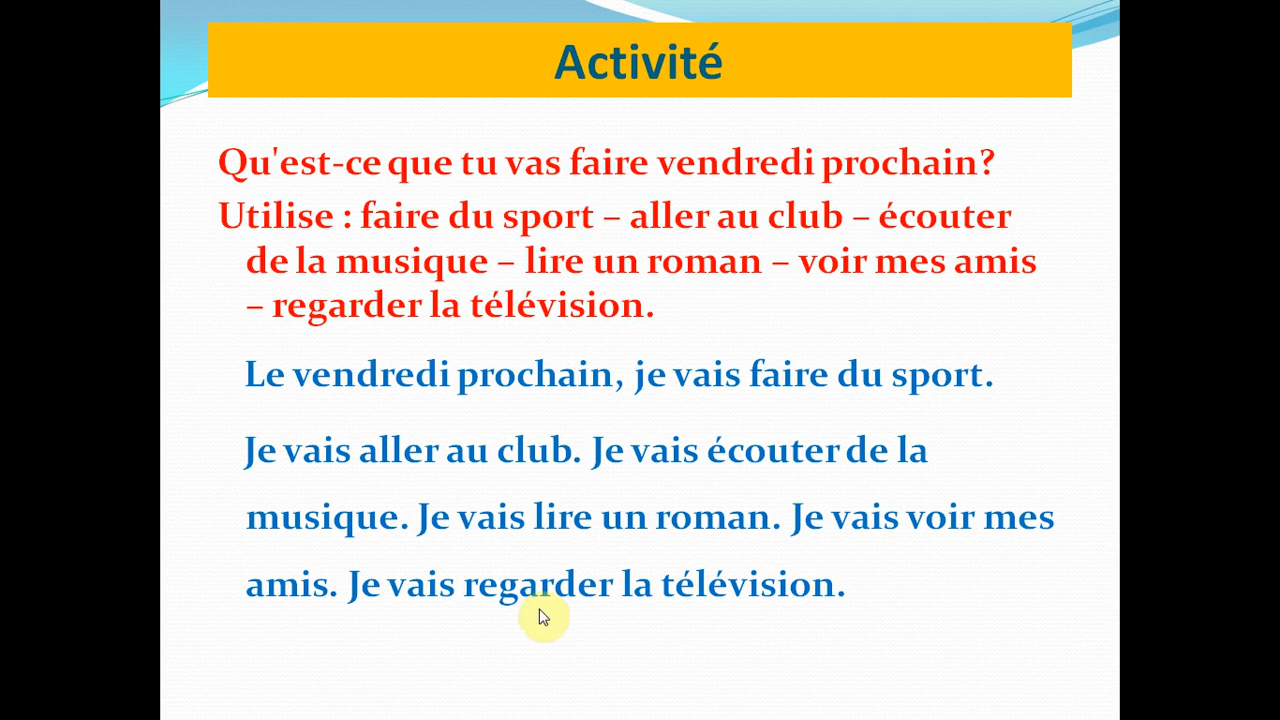 Activité
Qu'est-ce que tu vas faire vendredi prochain?
Utilise : faire du sport – aller au club – écouter
de la musique – lire un roman – voir mes amis
– regarder la télévision.
Le vendredi prochain, je vais faire du sport.
Je vais aller au club. Je vais écouter de la
musique. Je vais lire un roman. Je vais voir mes
amis. Je vais regarder la télévision.